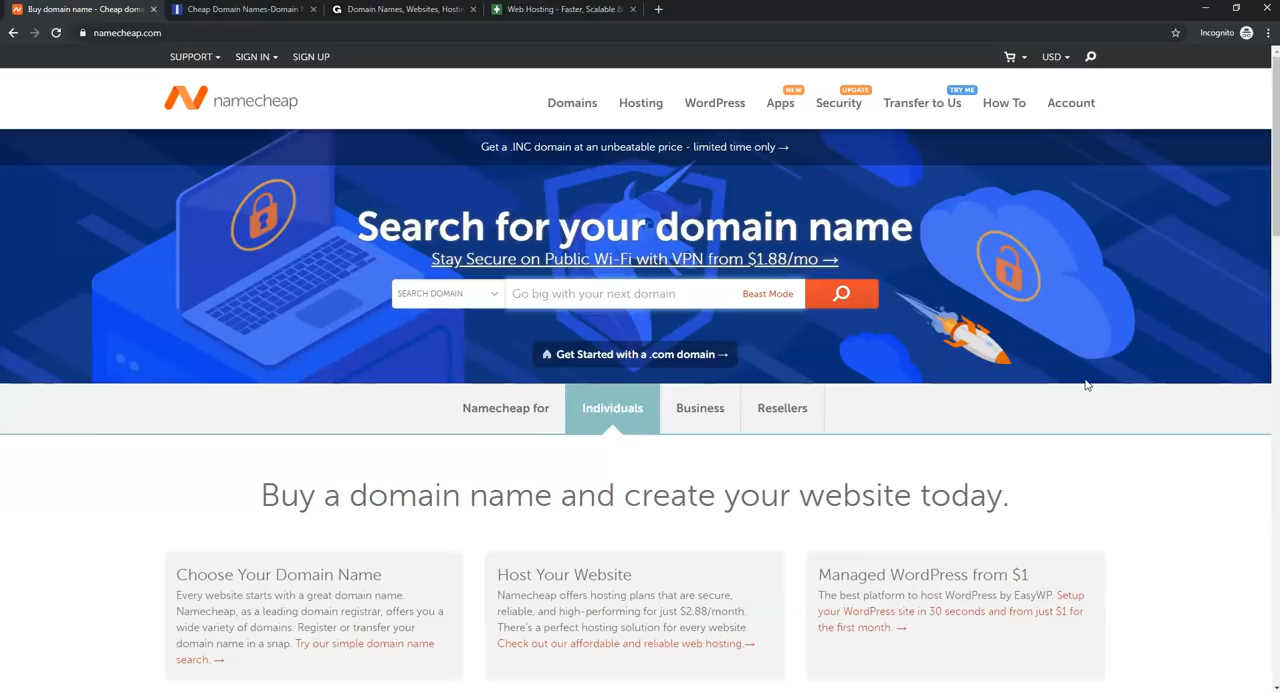 Buy domain name - Cheap doma
Cheap Domain Names-Domain N
Domain Names, Websites, Hostin
Web Hosting - Faster, Scalable &
namecheap.com
Incognito
SUPPORT
SIGN IN
SIGN UP
USD
namecheap
NEW
UPDATE
TRY ME
Domains
Hosting
WordPress
Apps
Security
Transfer to Us
How To
Account
Get a .INC domain at an unbeatable price - limited time only →
Search for your domain name
Stay Secure on Public Wi-Fi with VPN from $1.88/mo →
SEARCH DOMAIN
Go big with your next domain
Beast Mode
Get Started with a .com domain →
Namecheap for
Individuals
Business
Resellers
Buy a domain name and create your website today.
Choose Your Domain Name
Every website starts with a great domain name.
Namecheap, as a leading domain registrar, offers you a
wide variety of domains. Register or transfer your
domain name in a snap. Try our simple domain name
search. →
Host Your Website
Namecheap offers hosting plans that are secure,
reliable, and high-performing for just $2.88/month.
There's a perfect hosting solution for every website.
Check out our affordable and reliable web hosting.→
Managed WordPress from $1
The best platform to host WordPress by EasyWP. Setup
your WordPress site in 30 seconds and from just $1 for
the first month. →